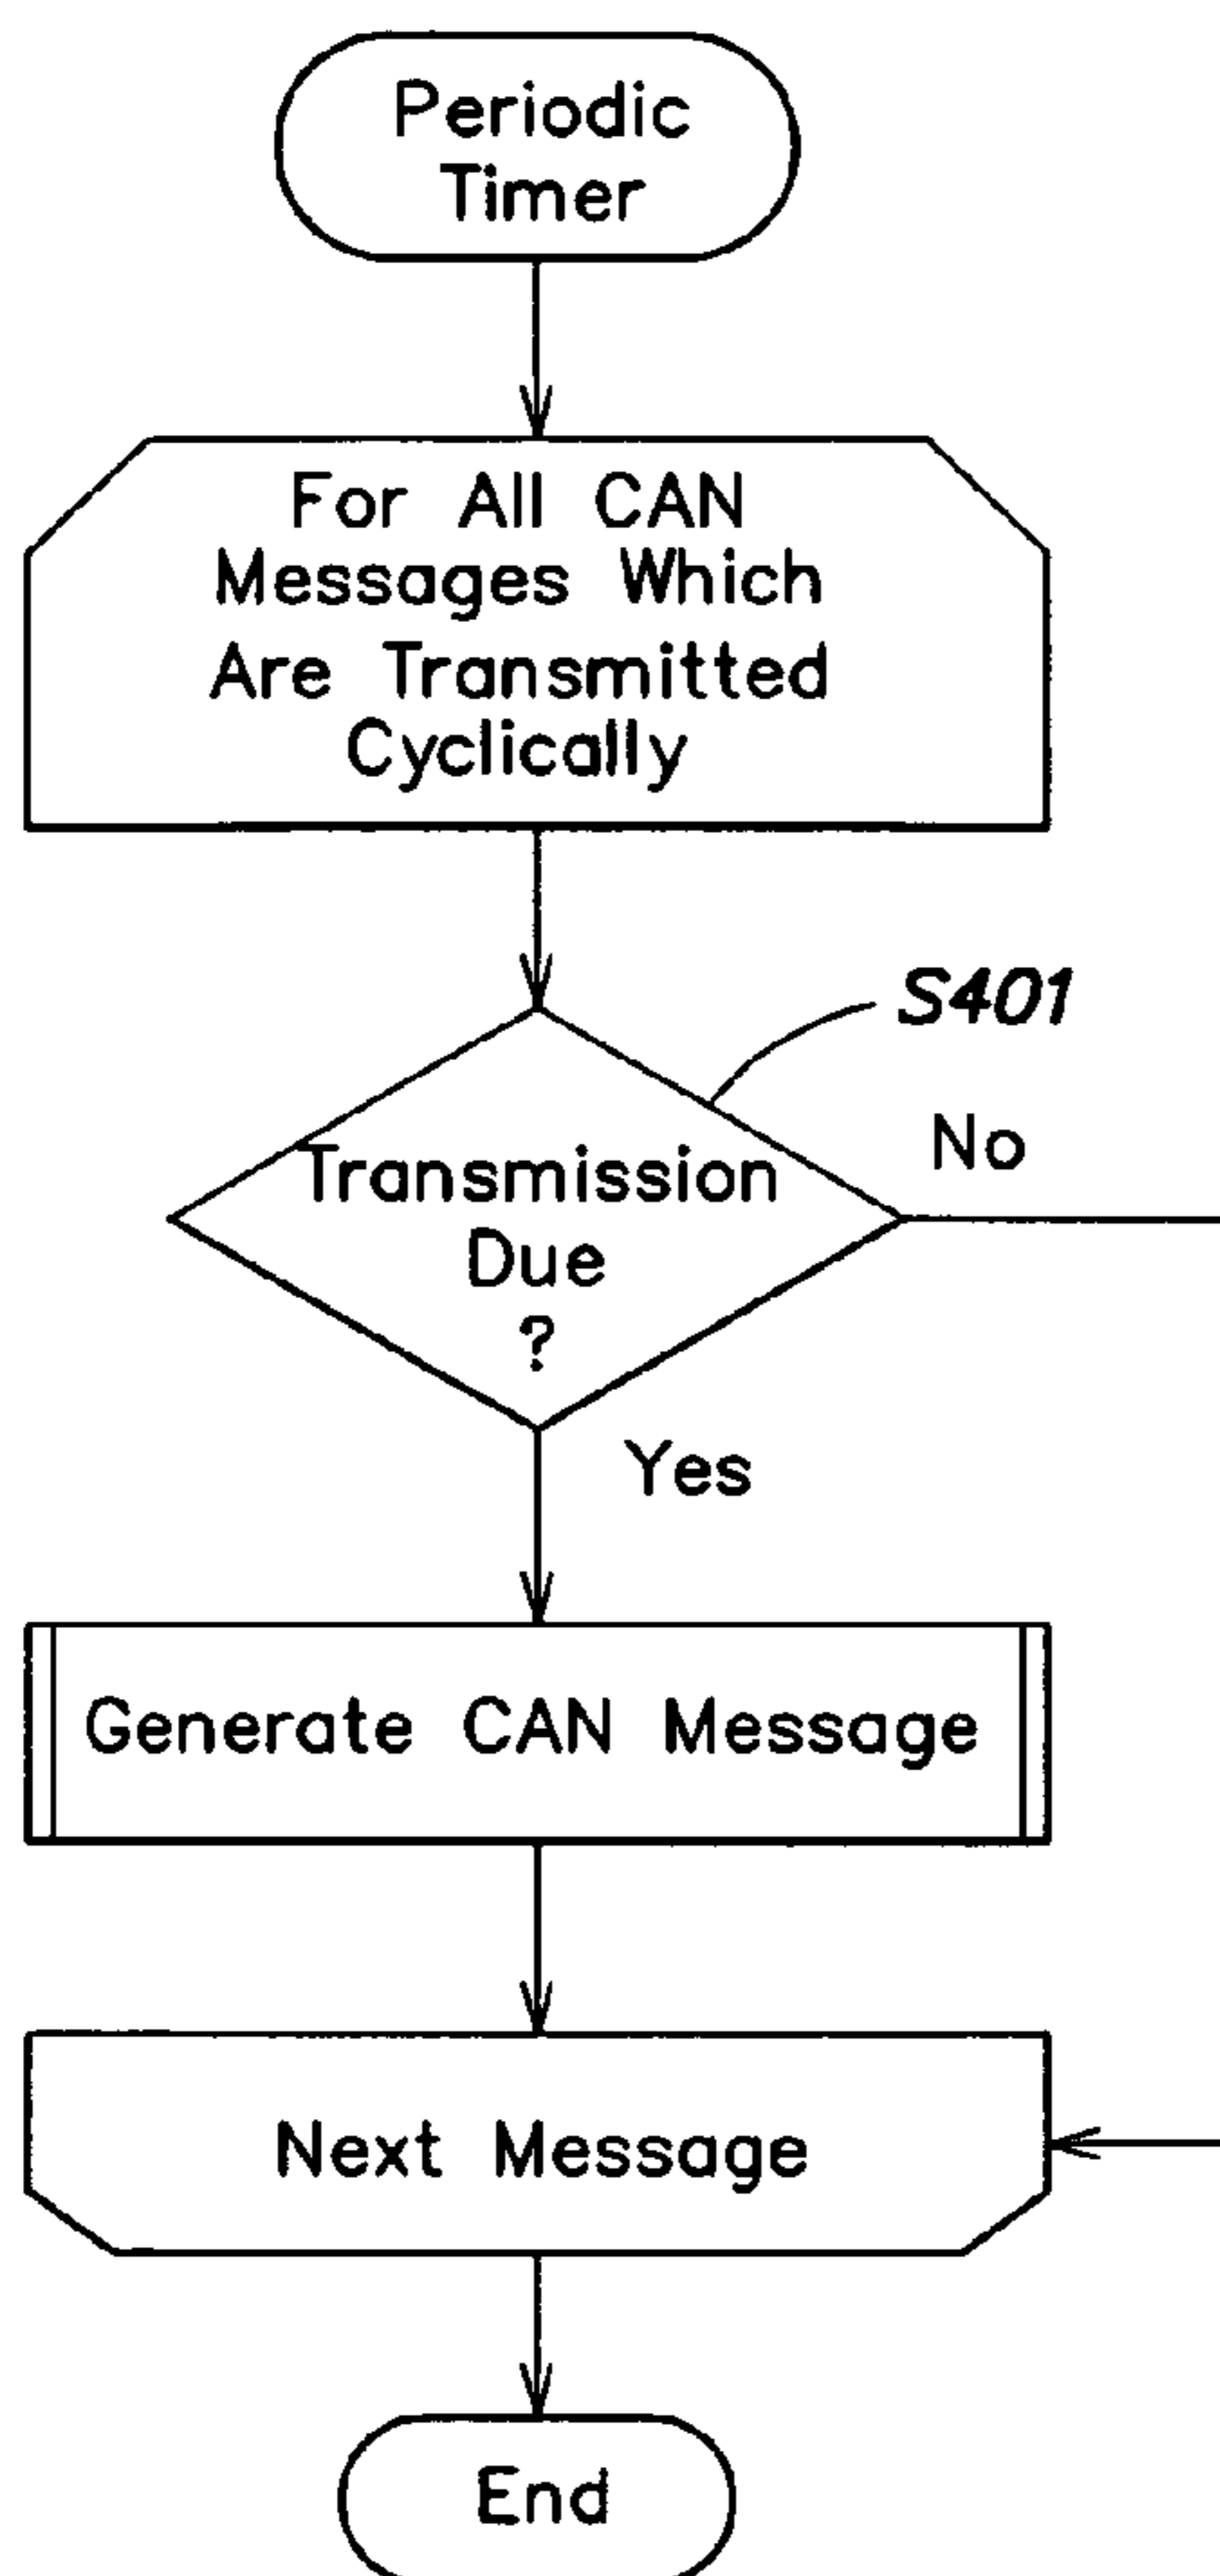 Periodic
Timer
For All CAN
Messages Which
Are Transmitted
Cyclically
S401
No
Transmission
Due
?
Yes
Generate CAN Message
Next Message
End